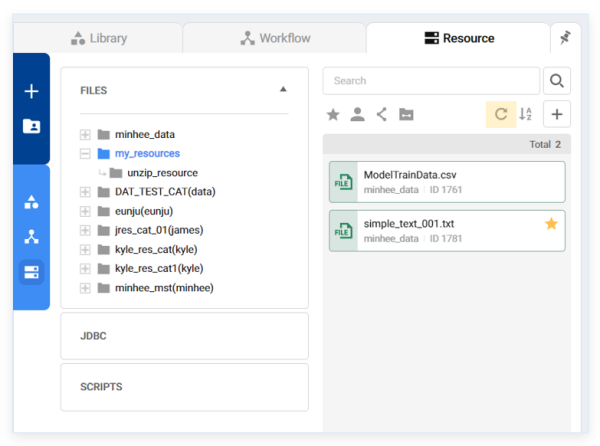 Library
Workflow
Resource
FILES
minhee_data
my_resources
unzip_resource
DAT_TEST_CAT(data)
eunju(eunju)
jres_cat_01(james)
kyle_res_cat(kyle)
kyle_res_cat1(kyle)
minhee_mst(minhee)
JDBC
SCRIPTS
Search
A
Z
Total 2
FILE
ModelTrainData.csv
minhee_data | ID 1761
FILE
simple_text_001.txt
minhee_data | ID 1781